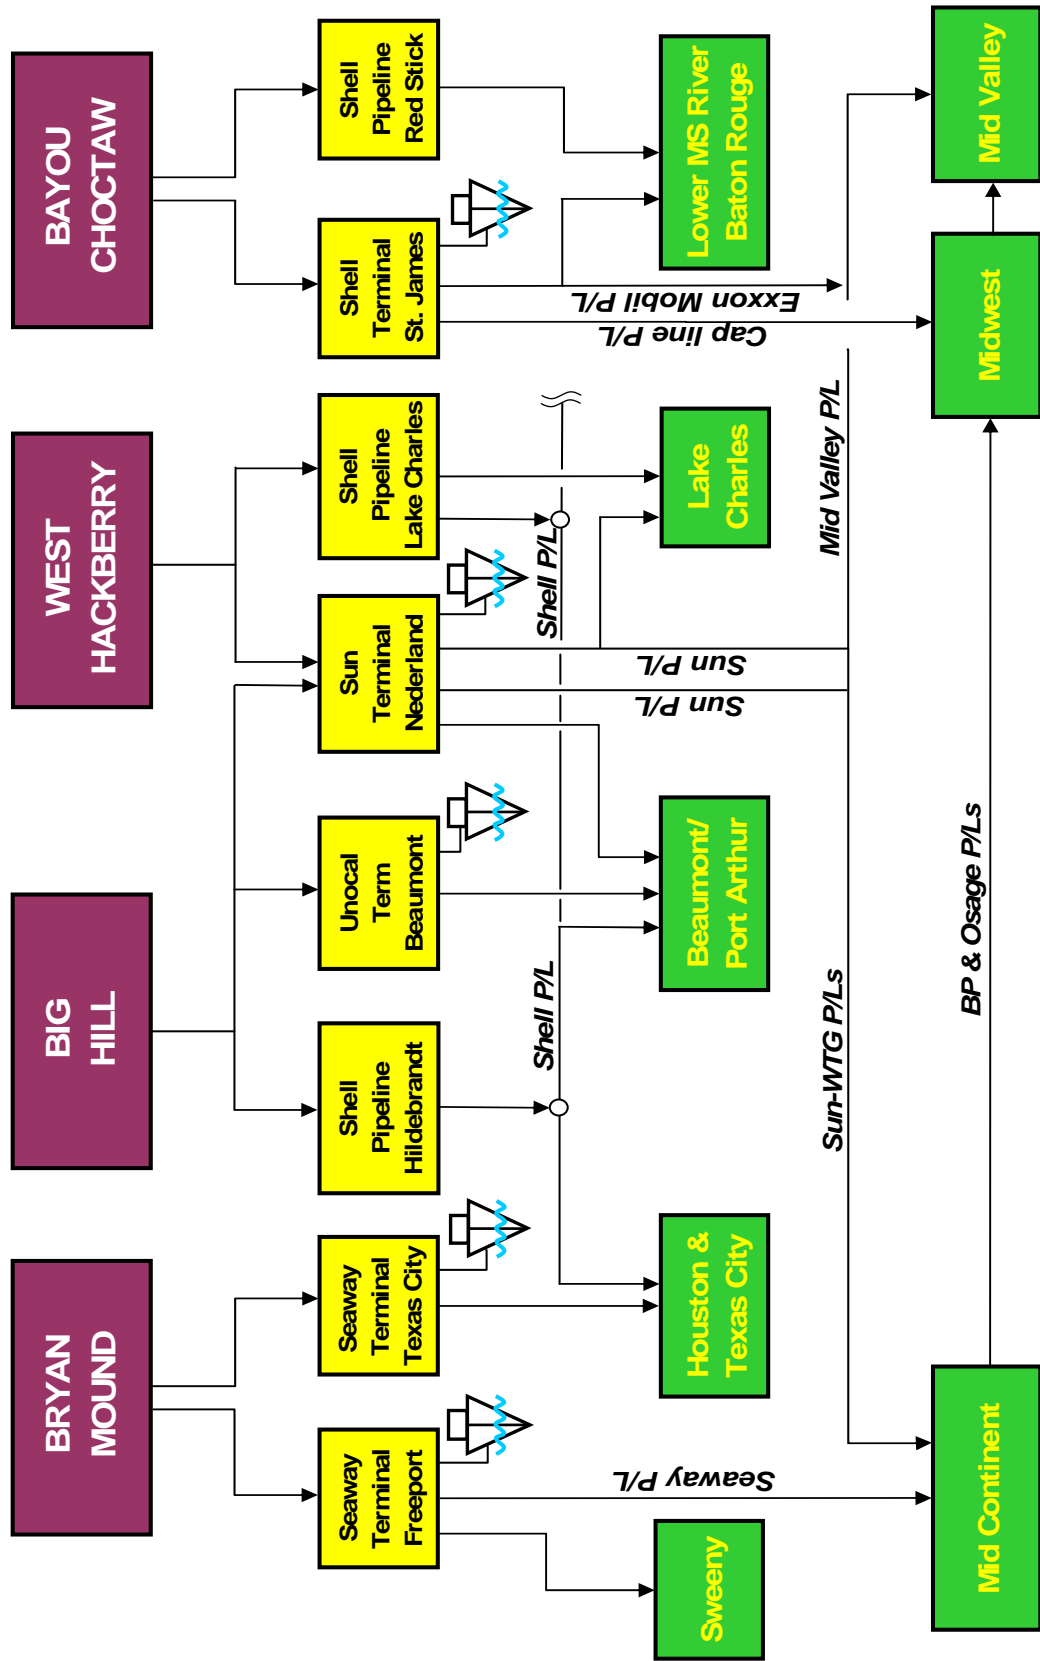 BRYAN
MOUND
BIG
HILL
WEST
HACKBERRY
BAYOU
CHOCTAW
Seaway
Terminal
Freeport
Seaway
Terminal
Texas City
Shell
Pipeline
Hildebrandt
Unocal
Term
Beaumont
Sun
Terminal
Nederland
Shell
Pipeline
Lake Charles
Shell
Terminal
St. James
Shell
Pipeline
Red Stick
Shell P/L
Shell P/L
Sweeny
Seaway P/L
Houston &
Texas City
Beaumont/
Port Arthur
Sun P/L
Sun P/L
Lake
Charles
Cap line P/L
Exxon Mobil P/L
Lower MS River
Baton Rouge
Sun-WTG P/Ls
Mid Valley P/L
Mid Continent
BP & Osage P/Ls
Midwest
Mid Valley